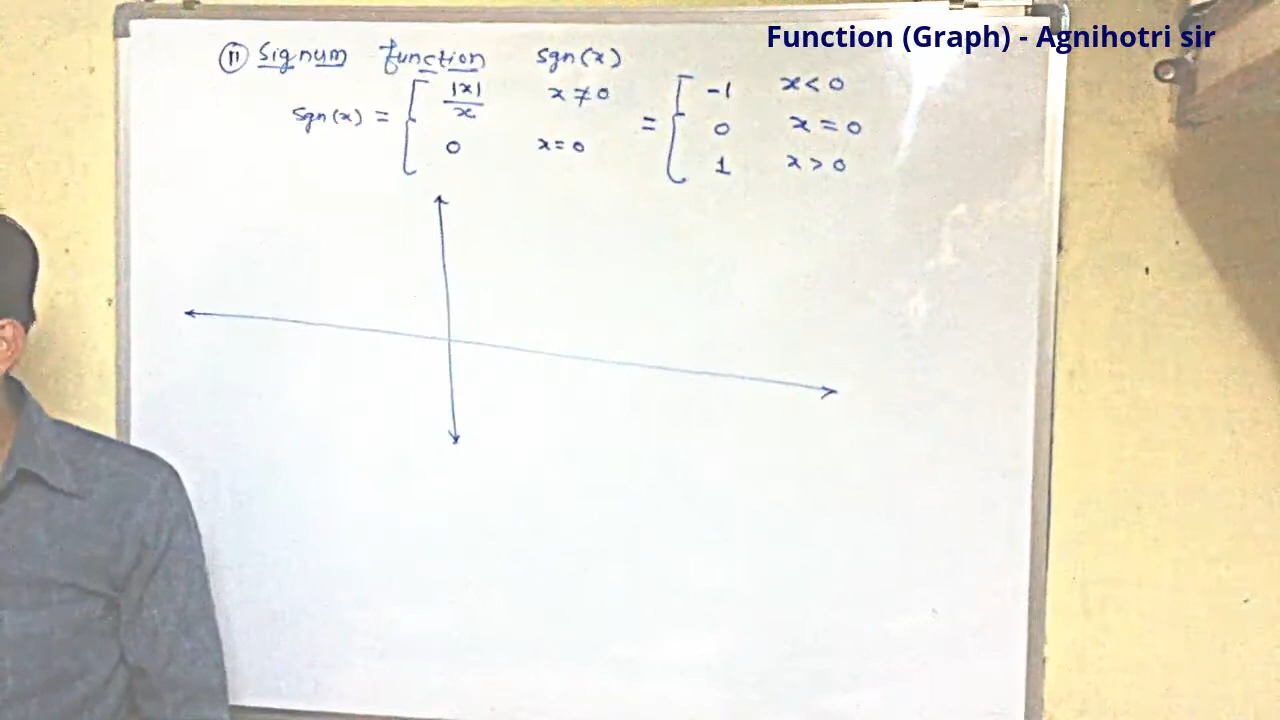 Function (Graph) - Agnihotri sir
(11) Signum function sgn(x)
sgn(x) = { |x|/x x ≠ 0 = { -1 x < 0
0 x = 0
0 x = 0
1 x > 0